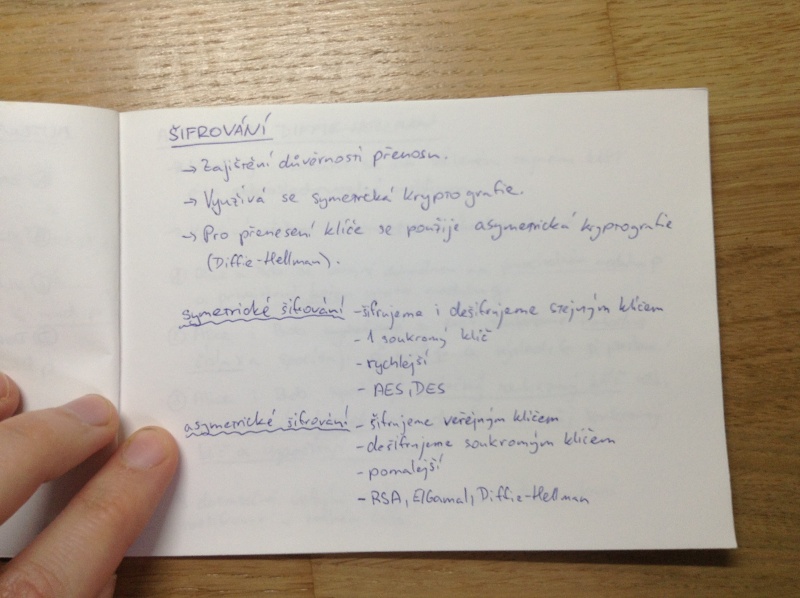 ŠIFROVÁNÍ
→ Zajištění důvěrnosti přenosu.
→ Využívá se symetrická kryptografie.
→ Pro přenesení klíče se použije asymetrická kryptografie
(Diffie-Hellman).
symetrické šifrování - šifrujeme i dešifrujeme stejným klíčem
- 1 soukromý klíč
- rychlejší
- AES, DES
asymetrické šifrování - šifrujeme veřejným klíčem
- dešifrujeme soukromým klíčem
- pomalejší
- RSA, ElGamal, Diffie-Hellman